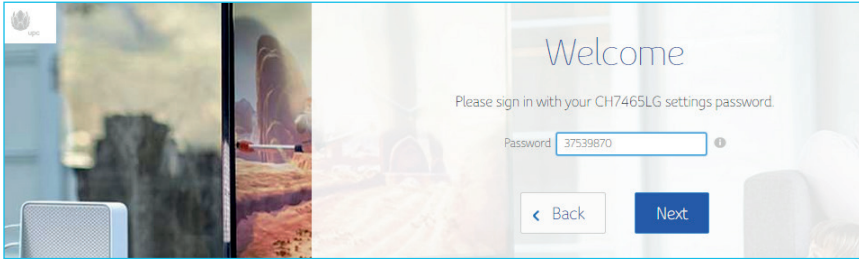 upc
Welcome
Please sign in with your CH7465LG settings password.
Password 37539870
Back Next